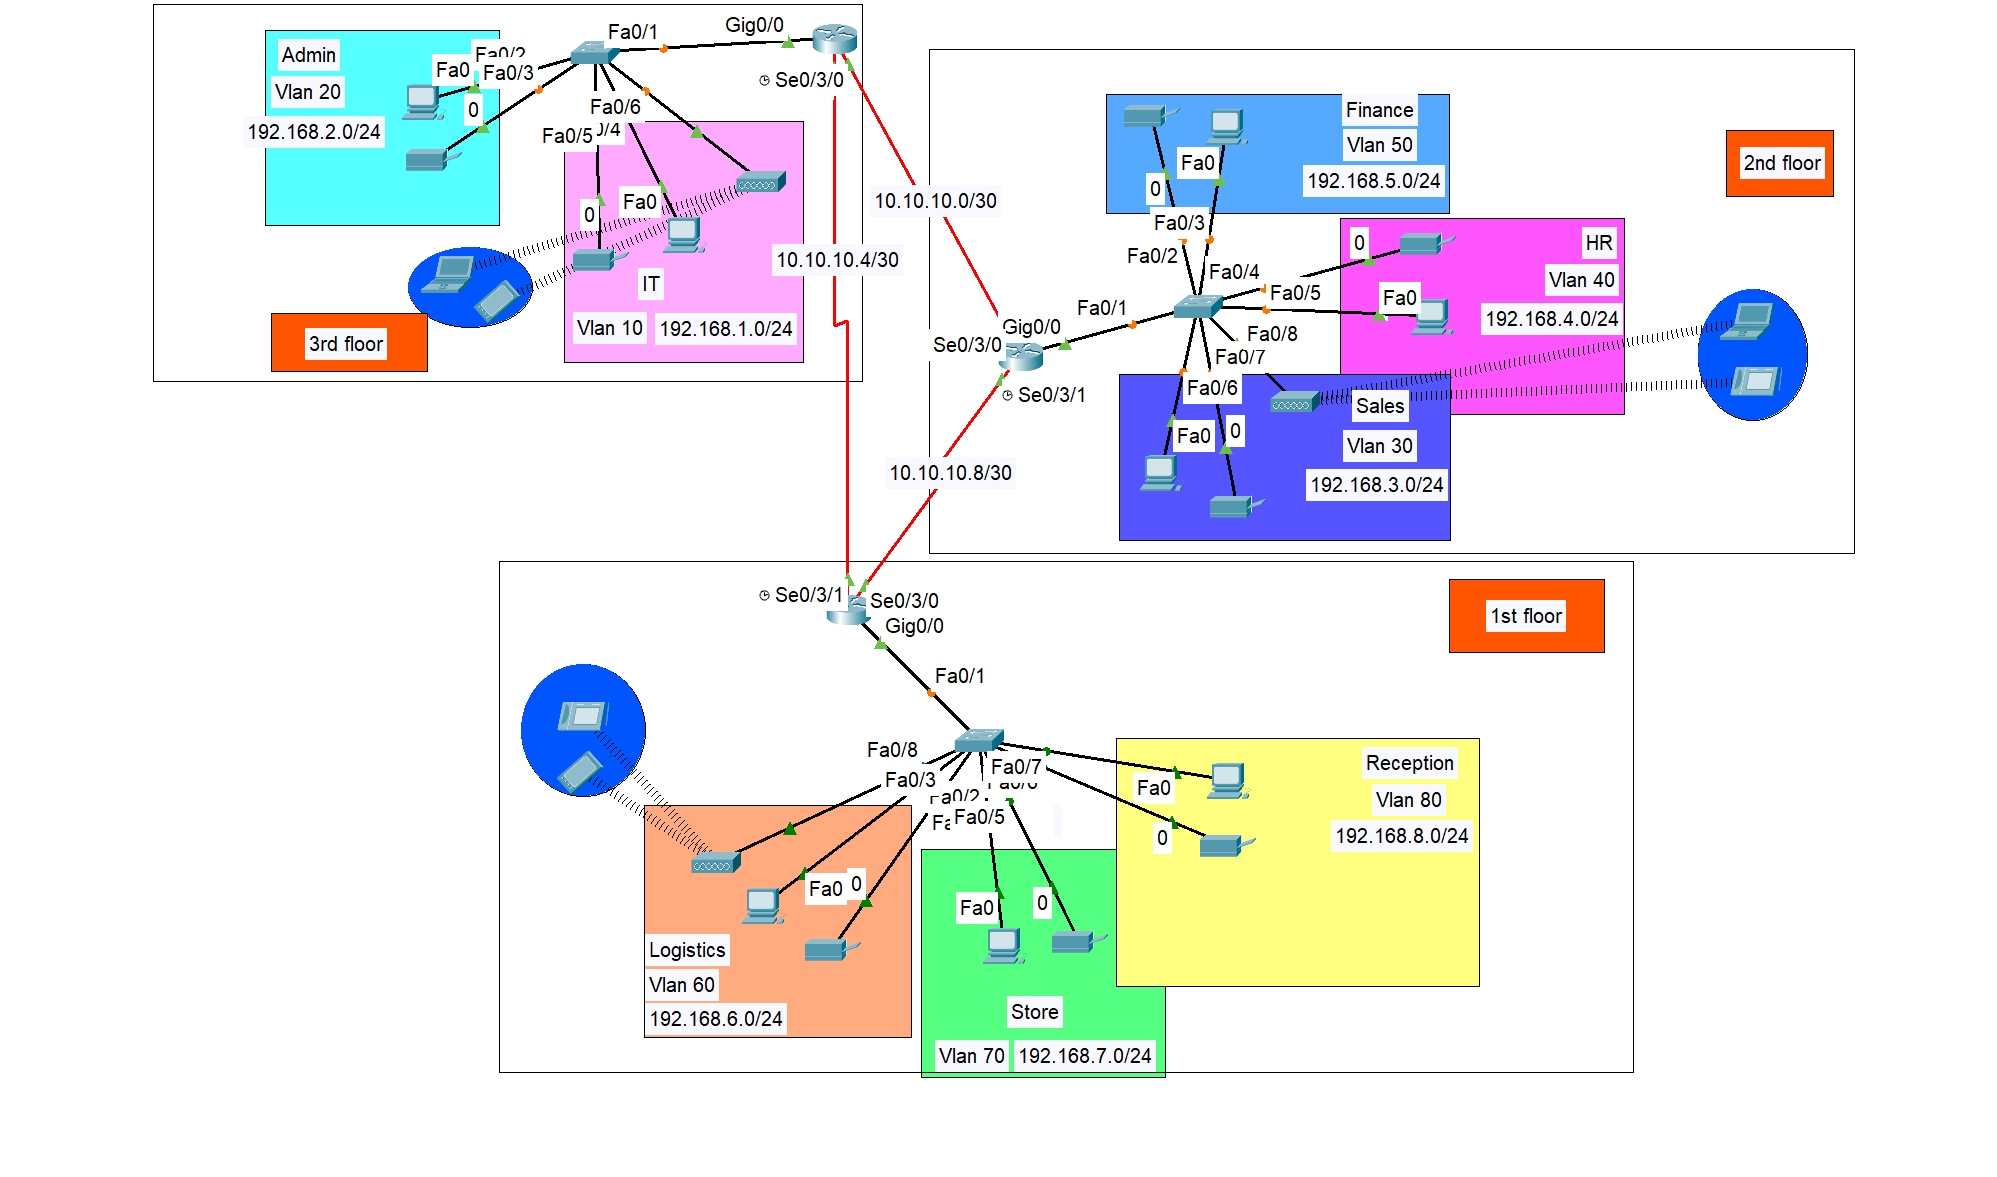 Admin
Vlan 20
192.168.2.0/24
Fa0/2
Fa0
Fa0/3
0
Fa0/1
Gig0/0
Se0/3/0
Fa0/6
Fa0/5
0
Fa0
IT
Vlan 10
192.168.1.0/24
3rd floor
10.10.10.0/30
10.10.10.4/30
10.10.10.8/30
Finance
Vlan 50
192.168.5.0/24
2nd floor
Fa0
0
Fa0/3
Fa0/2
Fa0/4
Fa0/5
Fa0/1
Fa0/8
Fa0/7
Fa0/6
0
Fa0
HR
Vlan 40
192.168.4.0/24
Gig0/0
Se0/3/0
Se0/3/1
Fa0
0
Sales
Vlan 30
192.168.3.0/24
1st floor
Se0/3/1
Se0/3/0
Gig0/0
Fa0/1
Fa0/8
Fa0/3
Fa0/2
Fa0/7
Fa0/5
Fa0
0
Reception
Vlan 80
192.168.8.0/24
Fa0
0
Logistics
Vlan 60
192.168.6.0/24
Fa0
0
Store
Vlan 70
192.168.7.0/24